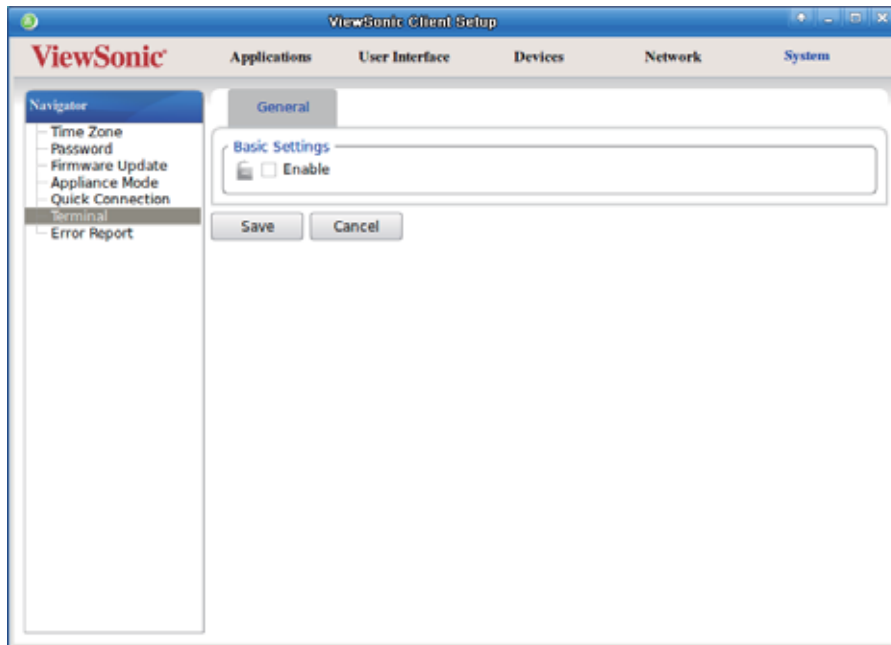 ViewSonic Client Setup
ViewSonic®
Applications User Interface Devices Network System
Navigator
Time Zone
Password
Firmware Update
Appliance Mode
Quick Connection
Terminal
Error Report
General
Basic Settings
Enable
Save Cancel